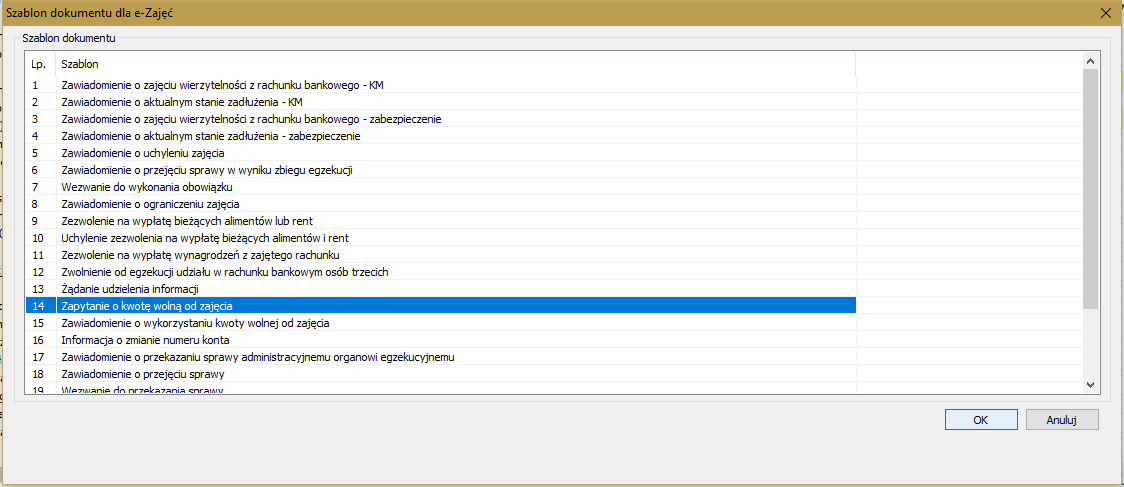 Szablon dokumentu dla e-Zajęć
Szablon dokumentu
Lp. Szablon
1 Zawiadomienie o zajęciu wierzytelności z rachunku bankowego - KM
2 Zawiadomienie o aktualnym stanie zadłużenia - KM
3 Zawiadomienie o zajęciu wierzytelności z rachunku bankowego - zabezpieczenie
4 Zawiadomienie o aktualnym stanie zadłużenia - zabezpieczenie
5 Zawiadomienie o uchyleniu zajęcia
6 Zawiadomienie o przejęciu sprawy w wyniku zbiegu egzekucji
7 Wezwanie do wykonania obowiązku
8 Zawiadomienie o ograniczeniu zajęcia
9 Zezwolenie na wypłatę bieżących alimentów lub rent
10 Uchylenie zezwolenia na wypłatę bieżących alimentów i rent
11 Zezwolenie na wypłatę wynagrodzeń z zajętego rachunku
12 Zwolnienie od egzekucji udziału w rachunku bankowym osób trzecich
13 Żądanie udzielenia informacji
14 Zapytanie o kwotę wolną od zajęcia
15 Zawiadomienie o wykorzystaniu kwoty wolnej od zajęcia
16 Informacja o zmianie numeru konta
17 Zawiadomienie o przekazaniu sprawy administracyjnemu organowi egzekucyjnemu
18 Zawiadomienie o przejęciu sprawy
19 Wezwanie do przekazania sprawy
OK Anuluj